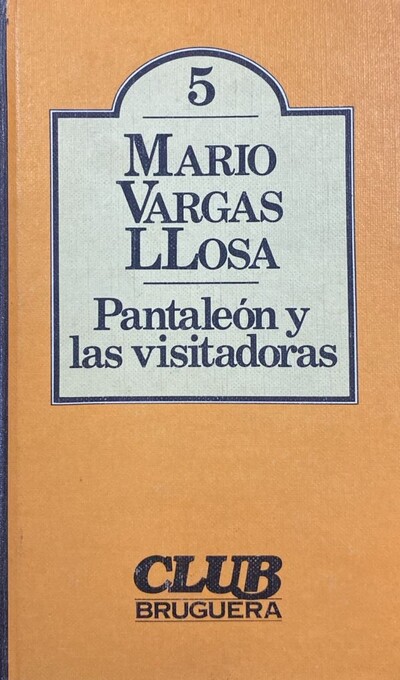 5
MARIO
VARGAS
LLOSA
Pantaleón y
las visitadoras
CLUB
BRUGUERA